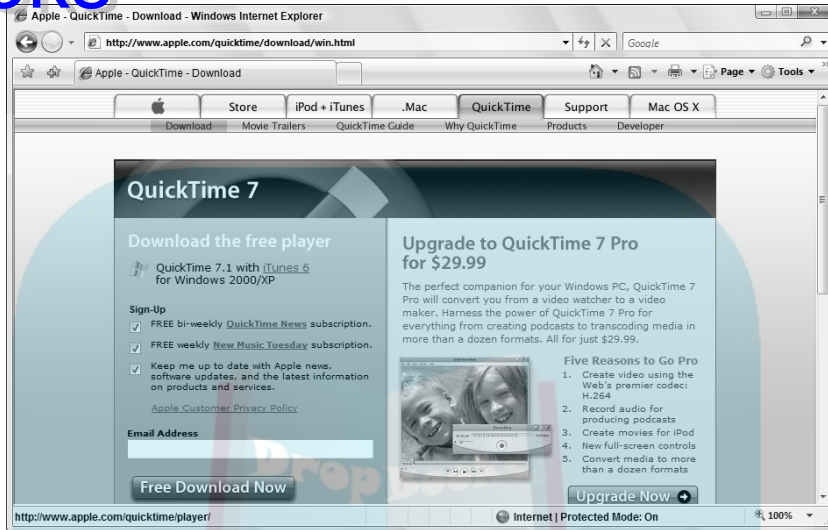 Apple - QuickTime - Download - Windows Internet Explorer
http://www.apple.com/quicktime/download/win.html
Google
Apple - QuickTime - Download
Page Tools
Store iPod + iTunes .Mac QuickTime Support Mac OS X
Download Movie Trailers QuickTime Guide Why QuickTime Products Developer
QuickTime 7
Download the free player
QuickTime 7.1 with iTunes 6
for Windows 2000/XP
Sign-Up
FREE bi-weekly QuickTime News subscription.
FREE weekly New Music Tuesday subscription.
Keep me up to date with Apple news,
software updates, and the latest information
on products and services.
Apple Customer Privacy Policy
Email Address
Free Download Now
Upgrade to QuickTime 7 Pro
for $29.99
The perfect companion for your Windows PC, QuickTime 7
Pro will convert you from a video watcher to a video
maker. Harness the power of QuickTime 7 Pro for
everything from creating podcasts to transcoding media in
more than a dozen formats. All for just $29.99.
Five Reasons to Go Pro
1. Create video using the
Web's premier codec:
H.264
2. Record audio for
producing podcasts
3. Create movies for iPod
4. New full-screen controls
5. Convert media to more
than a dozen formats
Upgrade Now
Drop
http://www.apple.com/quicktime/player/
Internet | Protected Mode: On
100%